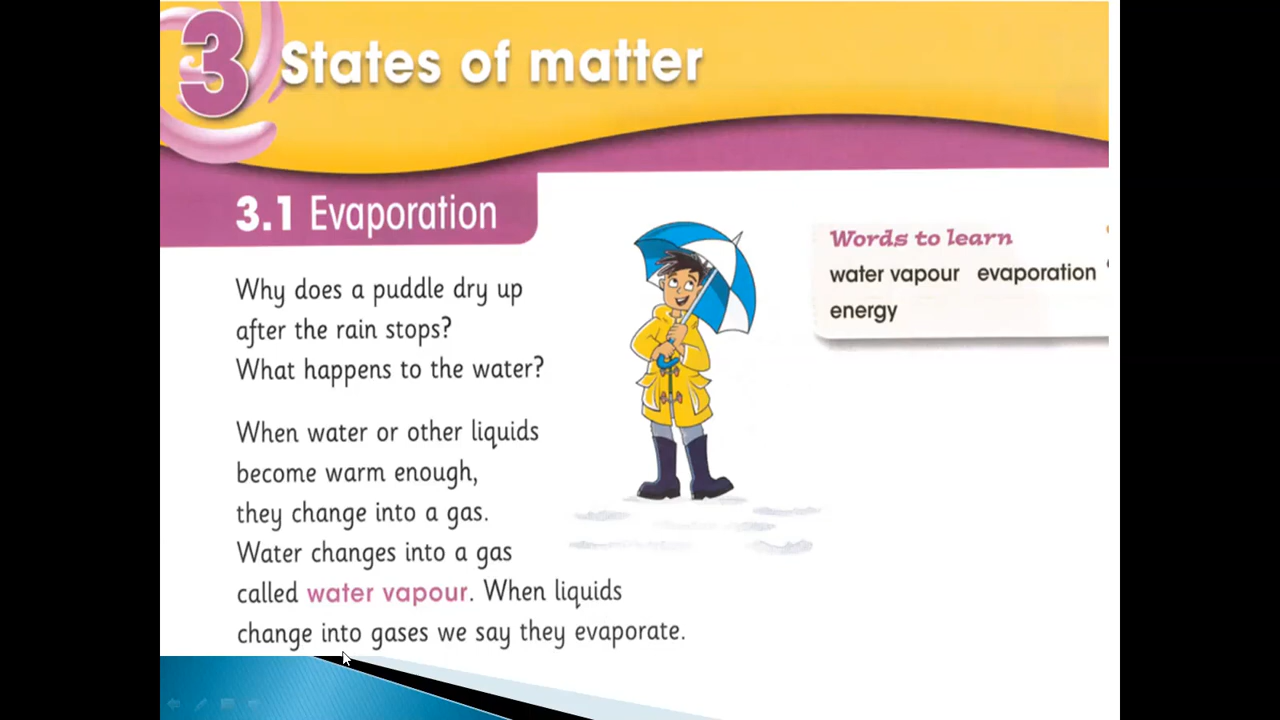 3 States of matter
3.1 Evaporation
Why does a puddle dry up
after the rain stops?
What happens to the water?
When water or other liquids
become warm enough,
they change into a gas.
Water changes into a gas
called water vapour. When liquids
change into gases we say they evaporate.
Words to learn
water vapour evaporation
energy